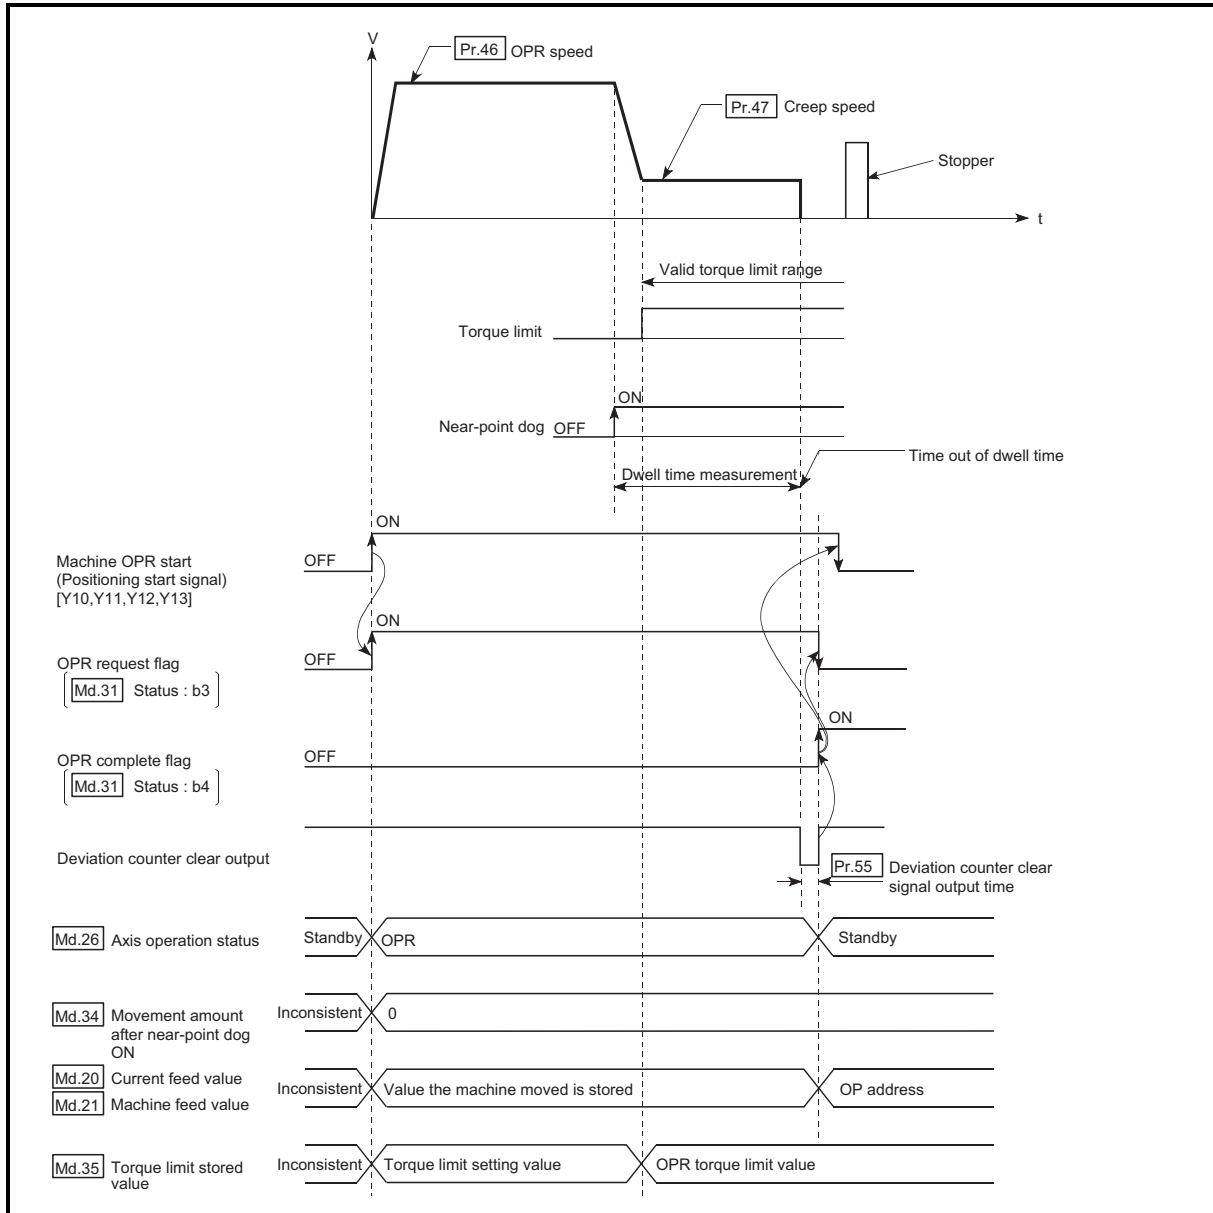 V
Pr.46 OPR speed
Pr.47 Creep speed
Stopper
t
Valid torque limit range
Torque limit
ON
Near-point dog OFF
Time out of dwell time
Dwell time measurement
ON
Machine OPR start
(Positioning start signal)
[Y10,Y11,Y12,Y13]
OFF
ON
OPR request flag
OFF
Md.31 Status : b3
ON
OPR complete flag
OFF
Md.31 Status : b4
Deviation counter clear output
Pr.55 Deviation counter clear
signal output time
Md.26 Axis operation status Standby OPR Standby
Md.34 Movement amount
after near-point dog
ON
Inconsistent 0
Md.20 Current feed value
Md.21 Machine feed value
Inconsistent Value the machine moved is stored OP address
Md.35 Torque limit stored
value
Inconsistent Torque limit setting value OPR torque limit value